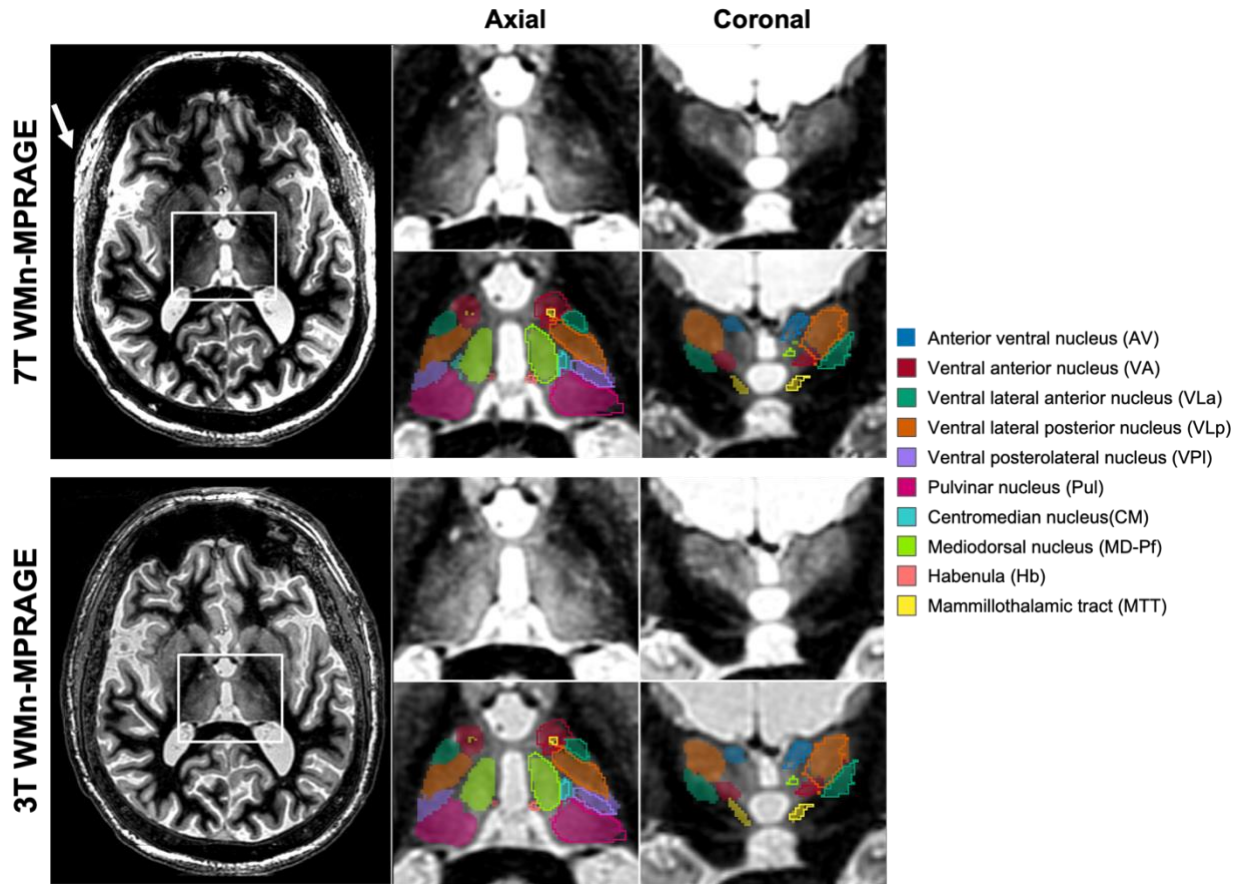 Axial
Coronal
7T WMn-MPRAGE
3T WMn-MPRAGE
Anterior ventral nucleus (AV)
Ventral anterior nucleus (VA)
Ventral lateral anterior nucleus (VLa)
Ventral lateral posterior nucleus (VLp)
Ventral posterolateral nucleus (VPl)
Pulvinar nucleus (Pul)
Centromedian nucleus(CM)
Mediodorsal nucleus (MD-Pf)
Habenula (Hb)
Mammillothalamic tract (MTT)